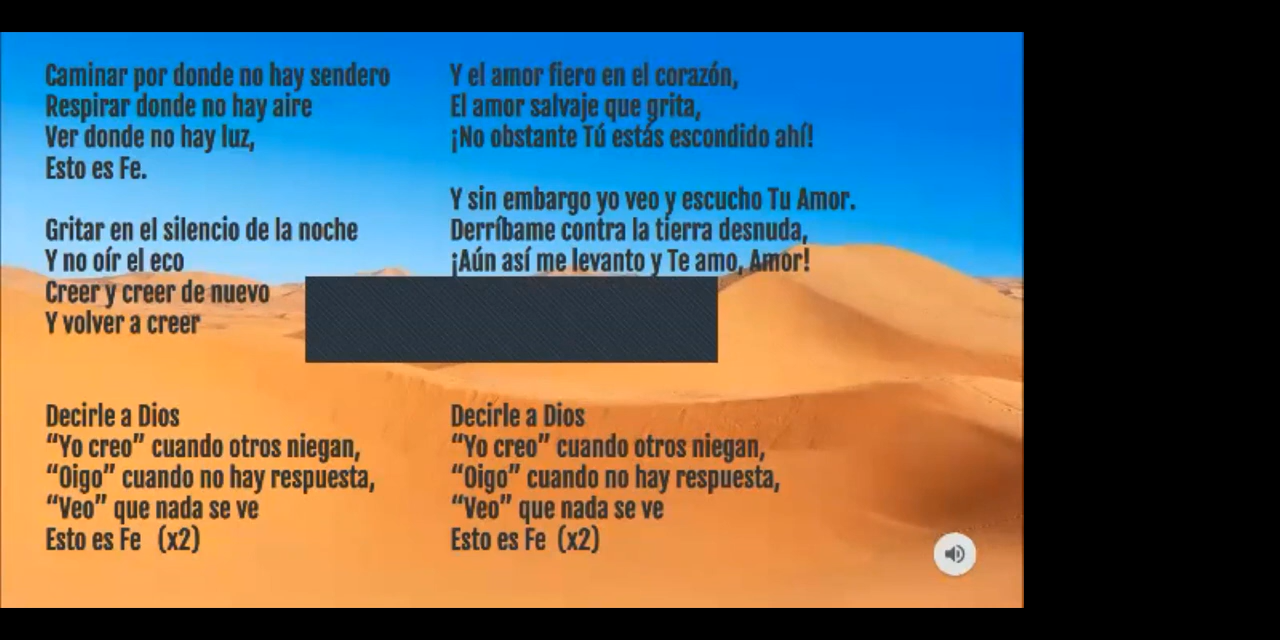 Caminar por donde no hay sendero
Respirar donde no hay aire
Ver donde no hay luz,
Esto es Fe.
Gritar en el silencio de la noche
Y no oír el eco
Creer y creer de nuevo
Y volver a creer
Decirle a Dios
“Yo creo” cuando otros niegan,
“Oigo” cuando no hay respuesta,
“Veo” que nada se ve
Esto es Fe (x2)
Y el amor fiero en el corazón,
El amor salvaje que grita,
¡No obstante Tú estás escondido ahí!
Y sin embargo yo veo y escucho Tu Amor.
Derríbame contra la tierra desnuda,
¡Aún así me levanto y Te amo, Amor!
Decirle a Dios
“Yo creo” cuando otros niegan,
“Oigo” cuando no hay respuesta,
“Veo” que nada se ve
Esto es Fe (x2)